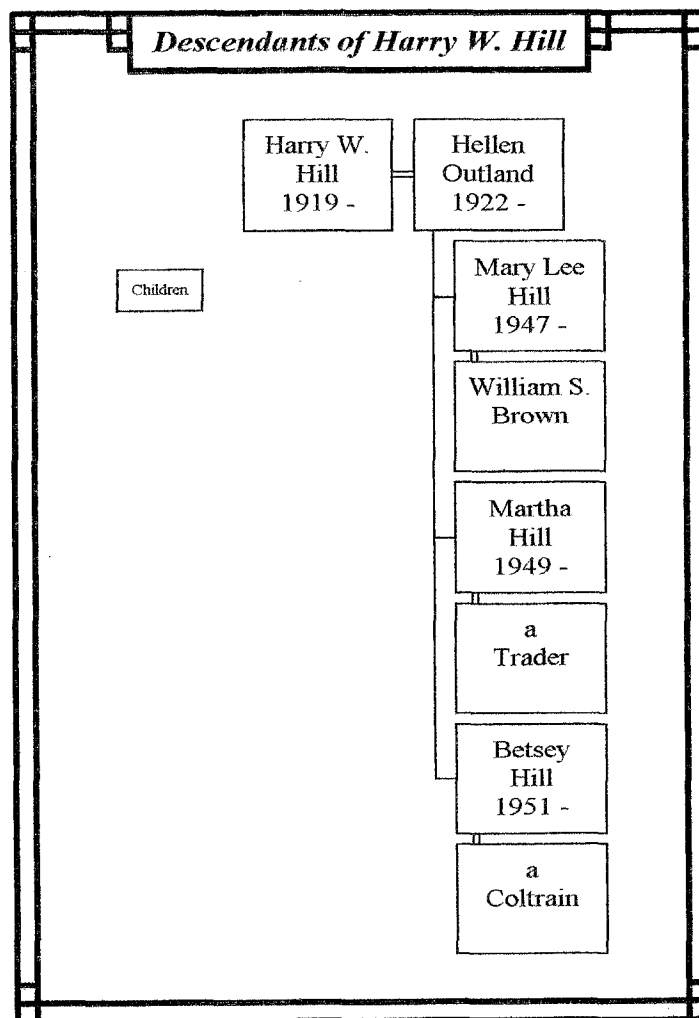 Descendants of Harry W. Hill
Harry W.
Hill
1919 -
Hellen
Outland
1922 -
Children
Mary Lee
Hill
1947 -
William S.
Brown
Martha
Hill
1949 -
a
Trader
Betsey
Hill
1951 -
a
Coltrain